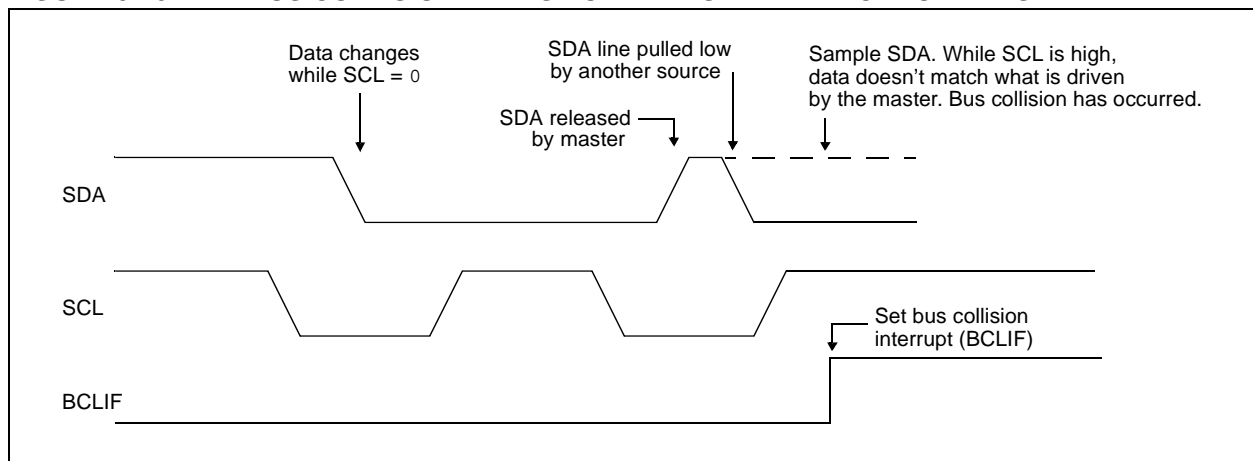 Data changes
while SCL = 0
SDA line pulled low
by another source
Sample SDA. While SCL is high,
data doesn't match what is driven
by the master. Bus collision has occurred.
SDA released
by master
SDA
SCL
Set bus collision
interrupt (BCLIF)
BCLIF